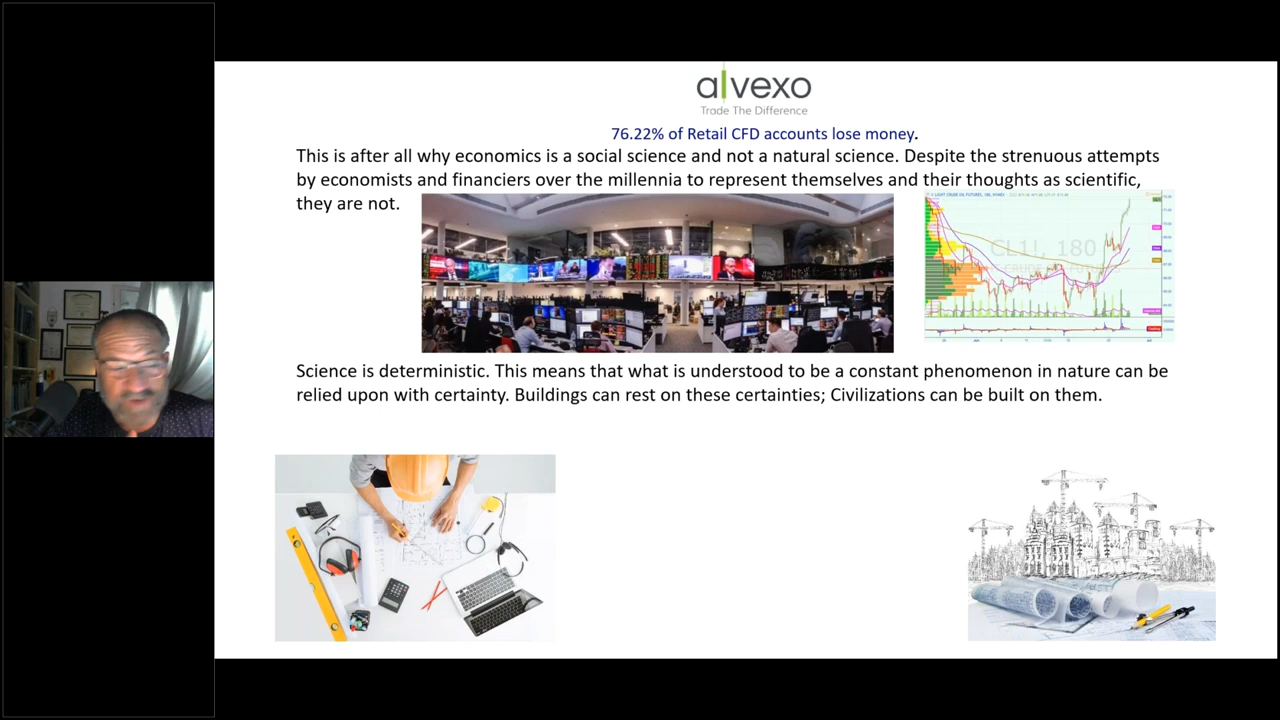 alvexo
Trade The Difference
76.22% of Retail CFD accounts lose money.
This is after all why economics is a social science and not a natural science. Despite the strenuous attempts
by economists and financiers over the millennia to represent themselves and their thoughts as scientific,
they are not.
CL1!, 180
Science is deterministic. This means that what is understood to be a constant phenomenon in nature can be
relied upon with certainty. Buildings can rest on these certainties; Civilizations can be built on them.